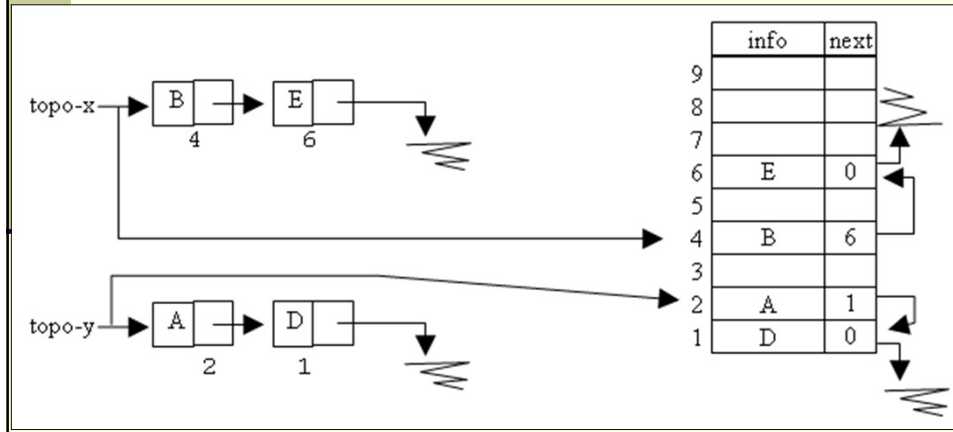 info next
9
8
7
6 E 0
5
4 B 6
3
2 A 1
1 D 0
topo-x B E
4 6
topo-y A D
2 1